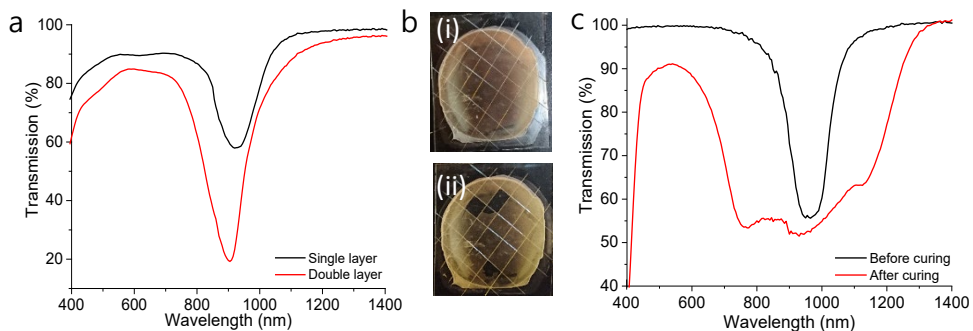 a
100
80
60
40
20
Transmission (%)
Single layer
Double layer
400 600 800 1000 1200 1400
Wavelength (nm)
b
(i)
(ii)
c
100
90
80
70
60
50
40
Transmission (%)
Before curing
After curing
400 600 800 1000 1200 1400
Wavelength (nm)